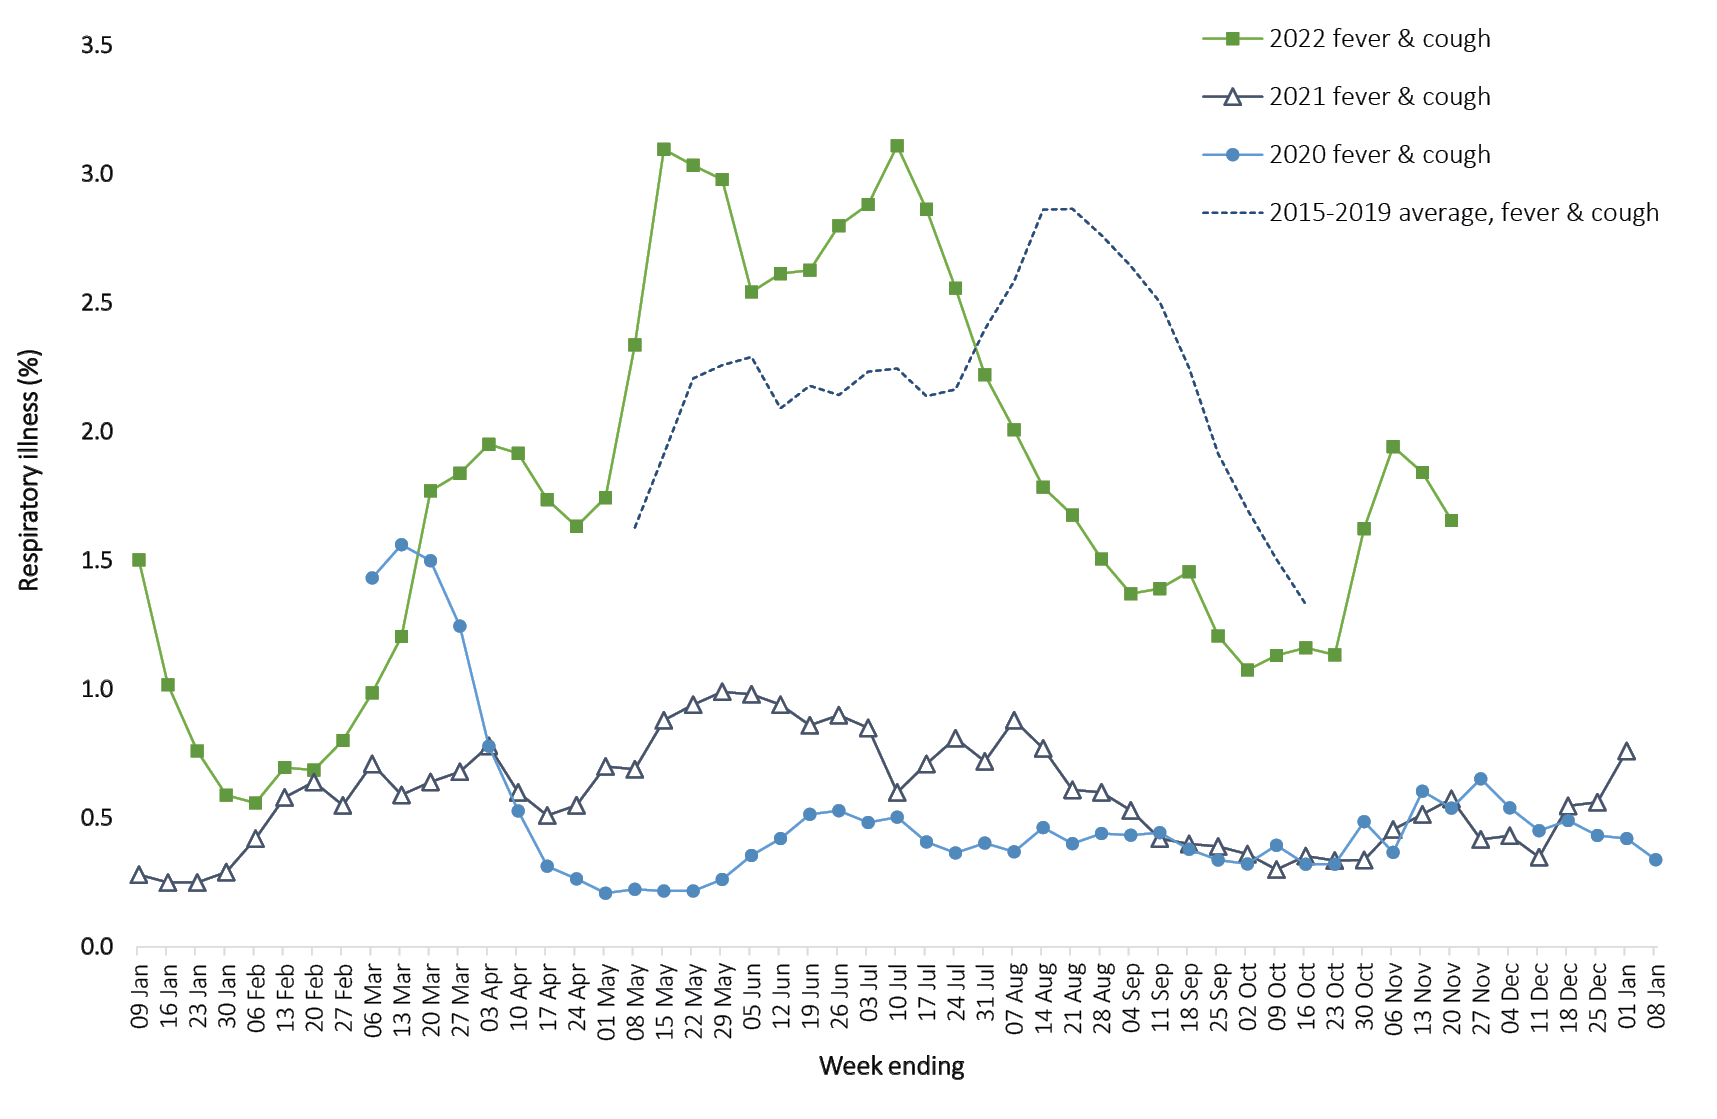 3.5
3.0
2.5
2.0
1.5
1.0
0.5
0.0
Respiratory illness (%)
2022 fever & cough
2021 fever & cough
2020 fever & cough
2015-2019 average, fever & cough
09 Jan
16 Jan
23 Jan
30 Jan
06 Feb
13 Feb
20 Feb
27 Feb
06 Mar
13 Mar
20 Mar
27 Mar
03 Apr
10 Apr
17 Apr
24 Apr
01 May
08 May
15 May
22 May
29 May
05 Jun
12 Jun
19 Jun
26 Jun
03 Jul
10 Jul
17 Jul
24 Jul
31 Jul
07 Aug
14 Aug
21 Aug
28 Aug
04 Sep
11 Sep
18 Sep
25 Sep
02 Oct
09 Oct
16 Oct
23 Oct
30 Oct
06 Nov
13 Nov
20 Nov
27 Nov
04 Dec
11 Dec
18 Dec
25 Dec
01 Jan
08 Jan
Week ending